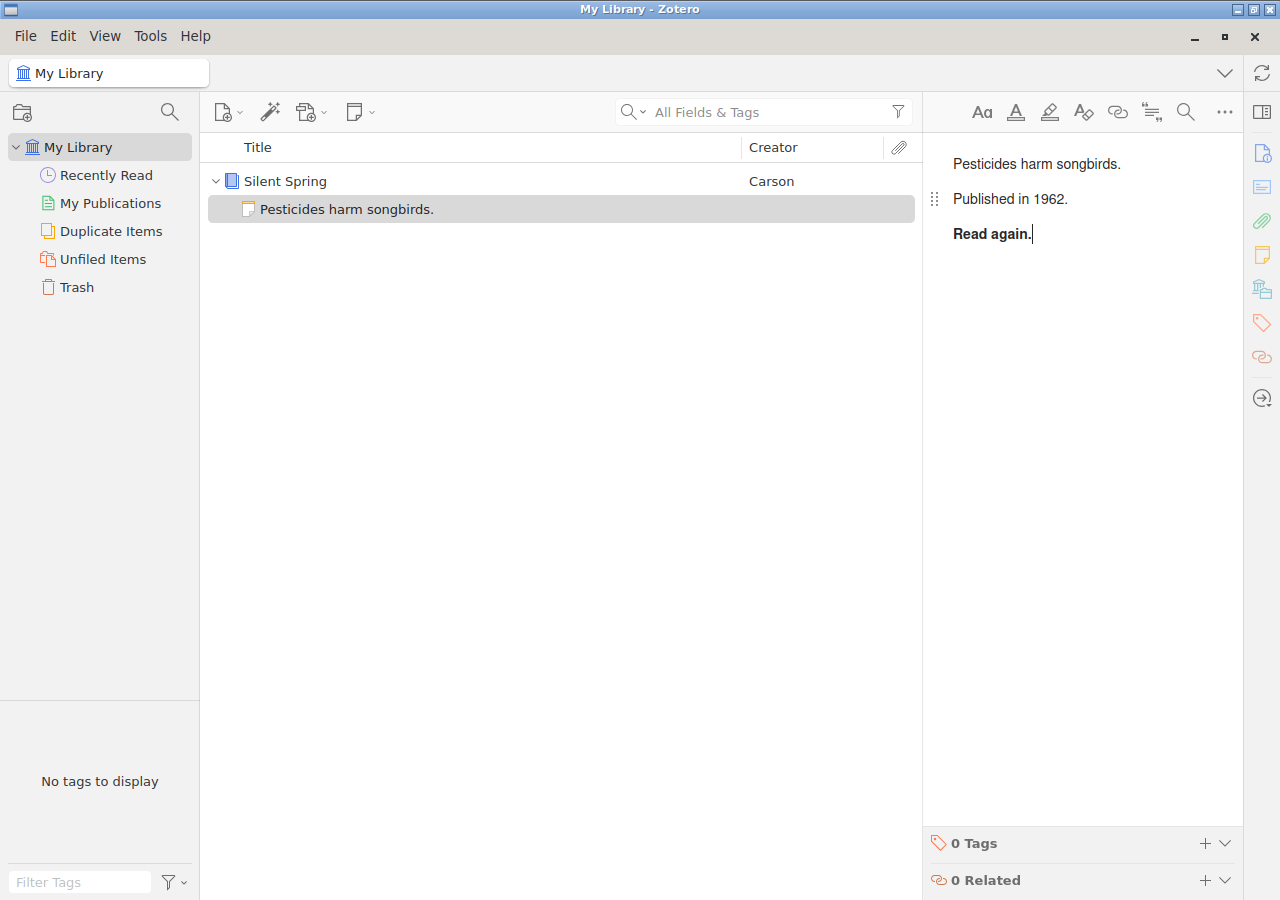 My Library - Zotero
File Edit View Tools Help
My Library
All Fields & Tags
My Library
Recently Read
My Publications
Duplicate Items
Unfiled Items
Trash
No tags to display
Filter Tags
Title Creator
Silent Spring Carson
Pesticides harm songbirds.
Aa A
Pesticides harm songbirds.
Published in 1962.
Read again.
0 Tags
0 Related